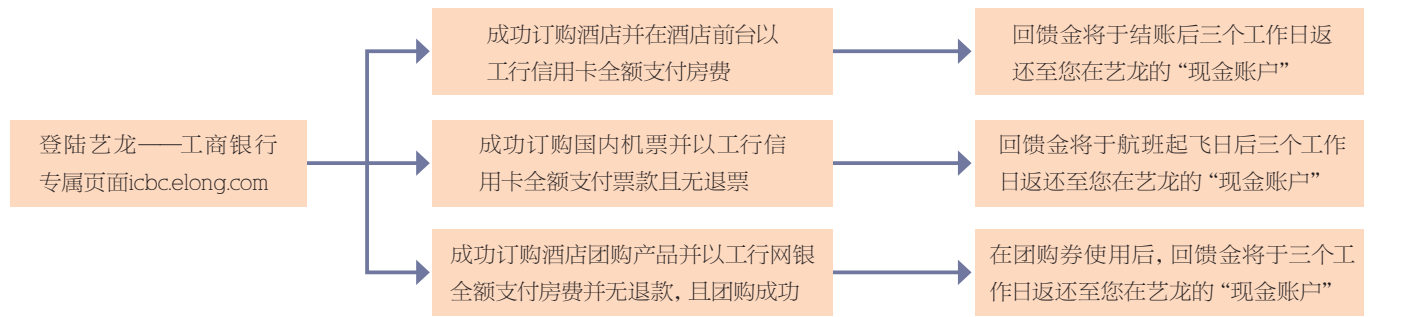 登陆艺龙——工商银行
专属页面icbc.elong.com
成功订购酒店并在酒店前台以
工行信用卡全额支付房费
回馈金将于结账后三个工作日返
还至您在艺龙的“现金账户”
成功订购国内机票并以工行信
用卡全额支付票款且无退票
回馈金将于航班起飞日后三个工作
日返还至您在艺龙的“现金账户”
成功订购酒店团购产品并以工行网银
全额支付房费并无退款，且团购成功
在团购券使用后，回馈金将于三个工
作日返还至您在艺龙的“现金账户”